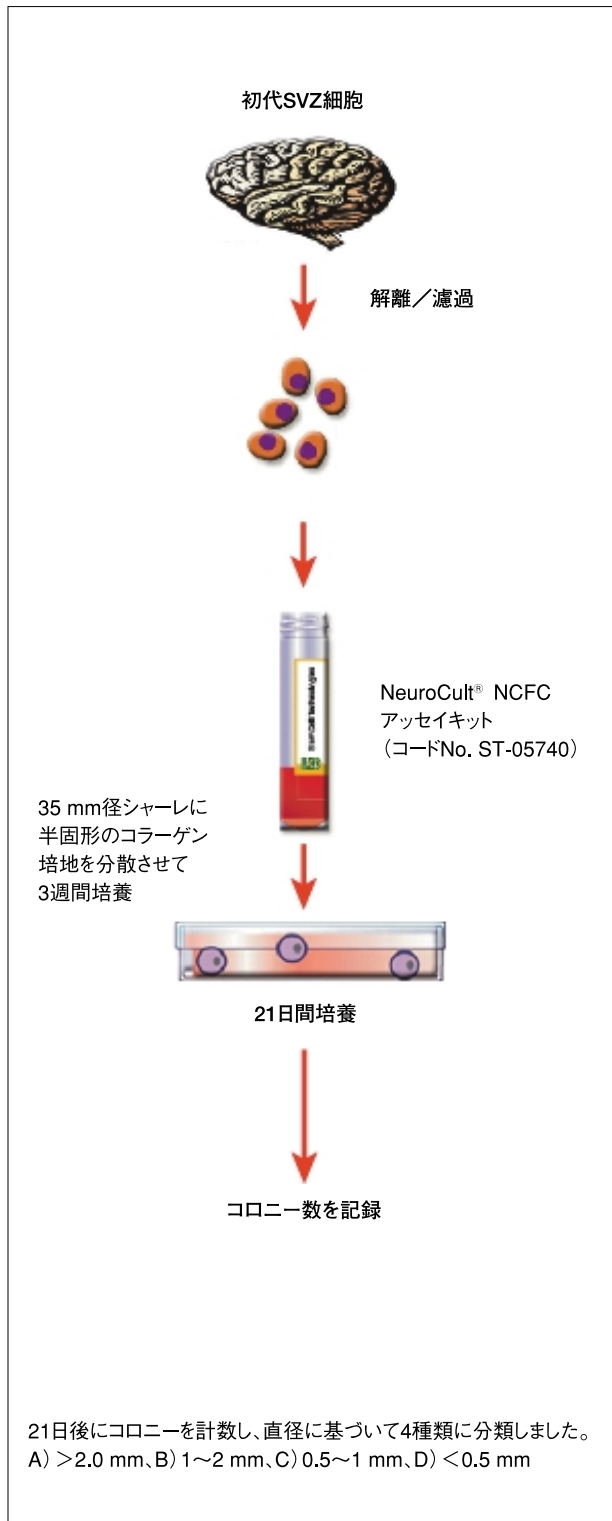 初代SVZ細胞
解離／濾過
NeuroCult® NCFC
アッセイキット
（コードNo. ST-05740）
35 mm径シャーレに
半固形のコラーゲン
培地を分散させて
3週間培養
21日間培養
コロニー数を記録
21日後にコロニーを計数し、直径に基づいて4種類に分類しました。
A）＞2.0 mm、B）1～2 mm、C）0.5～1 mm、D）＜0.5 mm